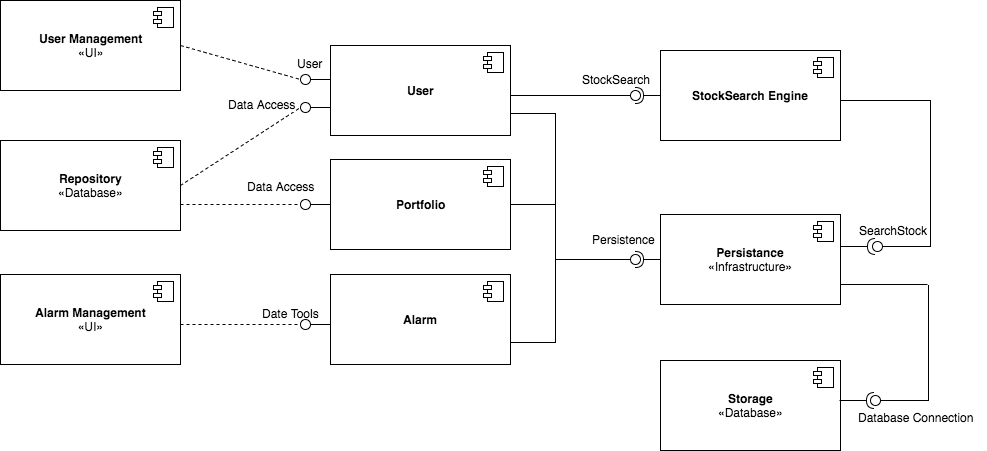 User Management
«UI»
User
Data Access
User
StockSearch
StockSearch Engine
Repository
«Database»
Data Access
Portfolio
Persistence
Persistance
«Infrastructure»
SearchStock
Alarm Management
«UI»
Date Tools
Alarm
Storage
«Database»
Database Connection